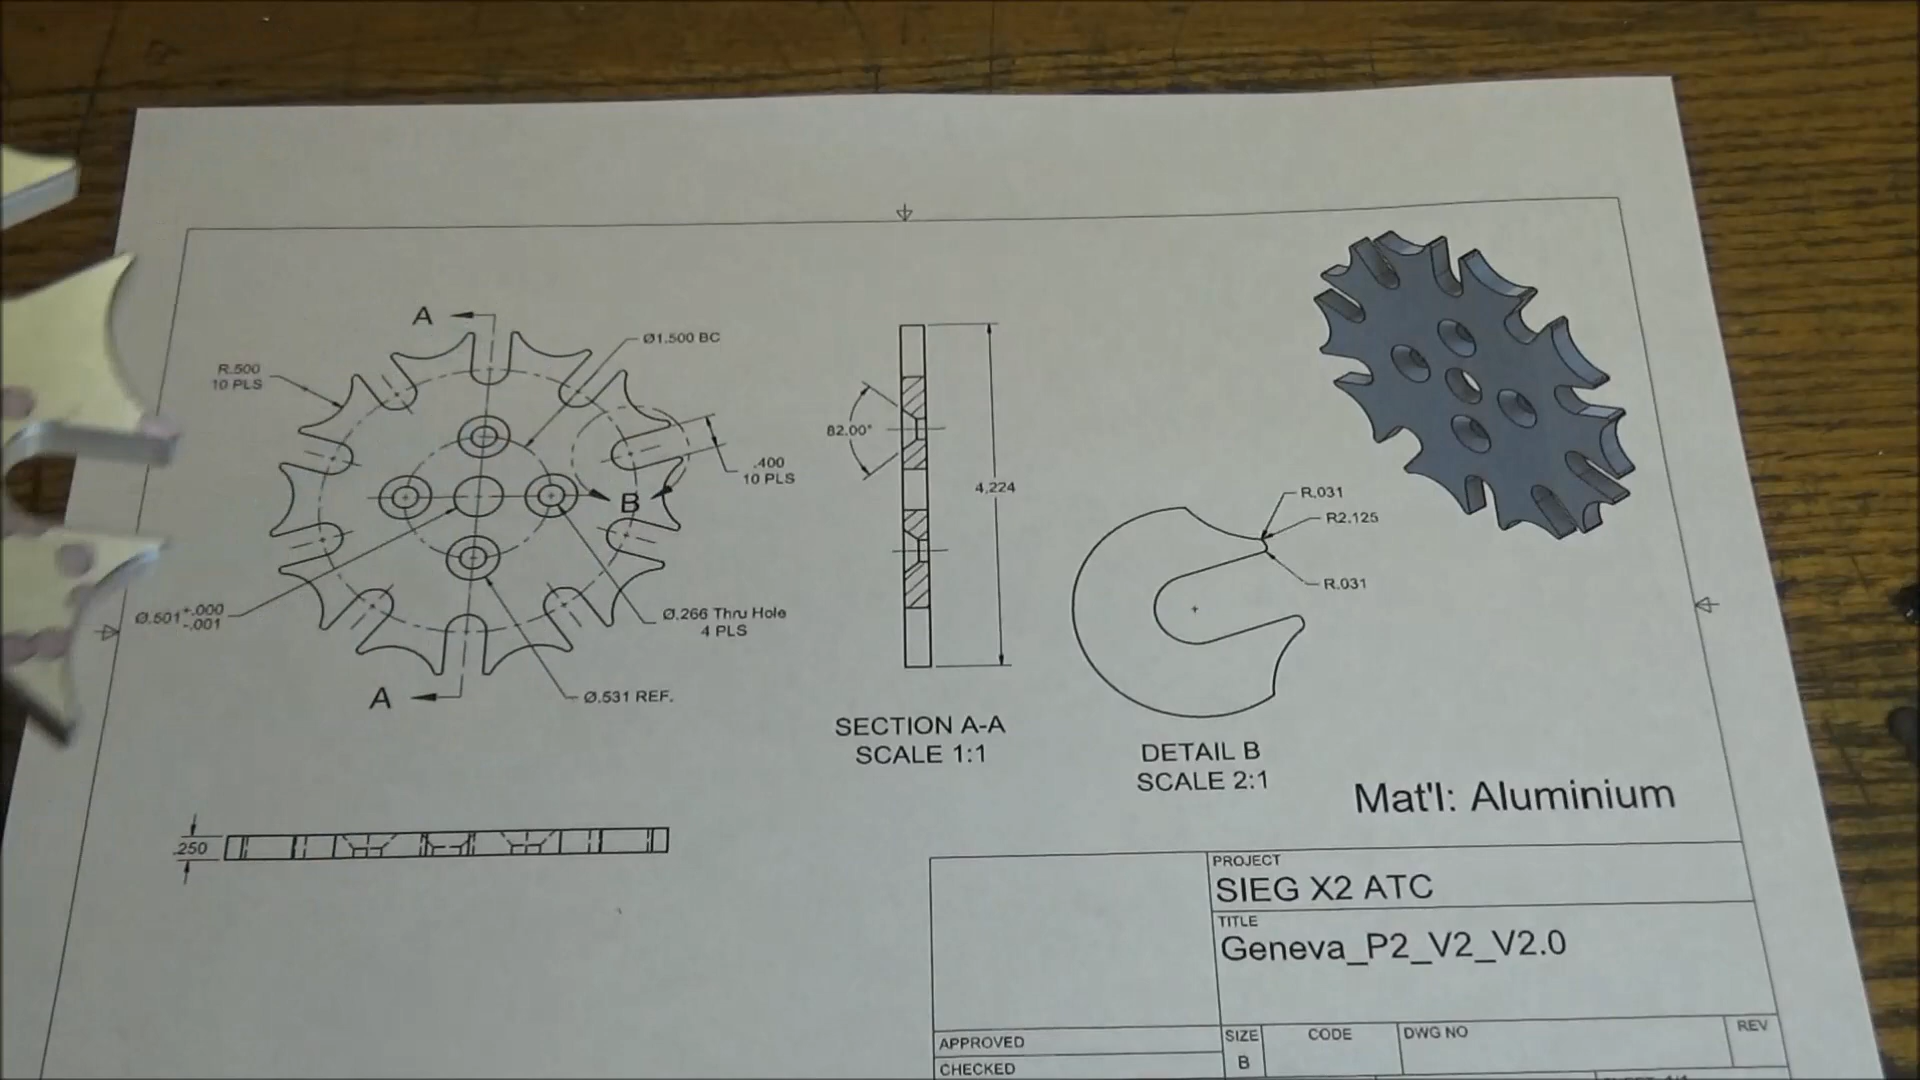 A
Ø1.500 BC
R.500
10 PLS
82.00°
.400
10 PLS
4.224
B
R.031
R2.125
R.031
Ø.501 +.000
-.001
Ø.266 Thru Hole
4 PLS
A
Ø.531 REF.
SECTION A-A
SCALE 1:1
DETAIL B
SCALE 2:1
Mat'l: Aluminium
.250
PROJECT
SIEG X2 ATC
TITLE
Geneva_P2_V2_V2.0
APPROVED
SIZE
CODE
DWG NO
REV
CHECKED
B